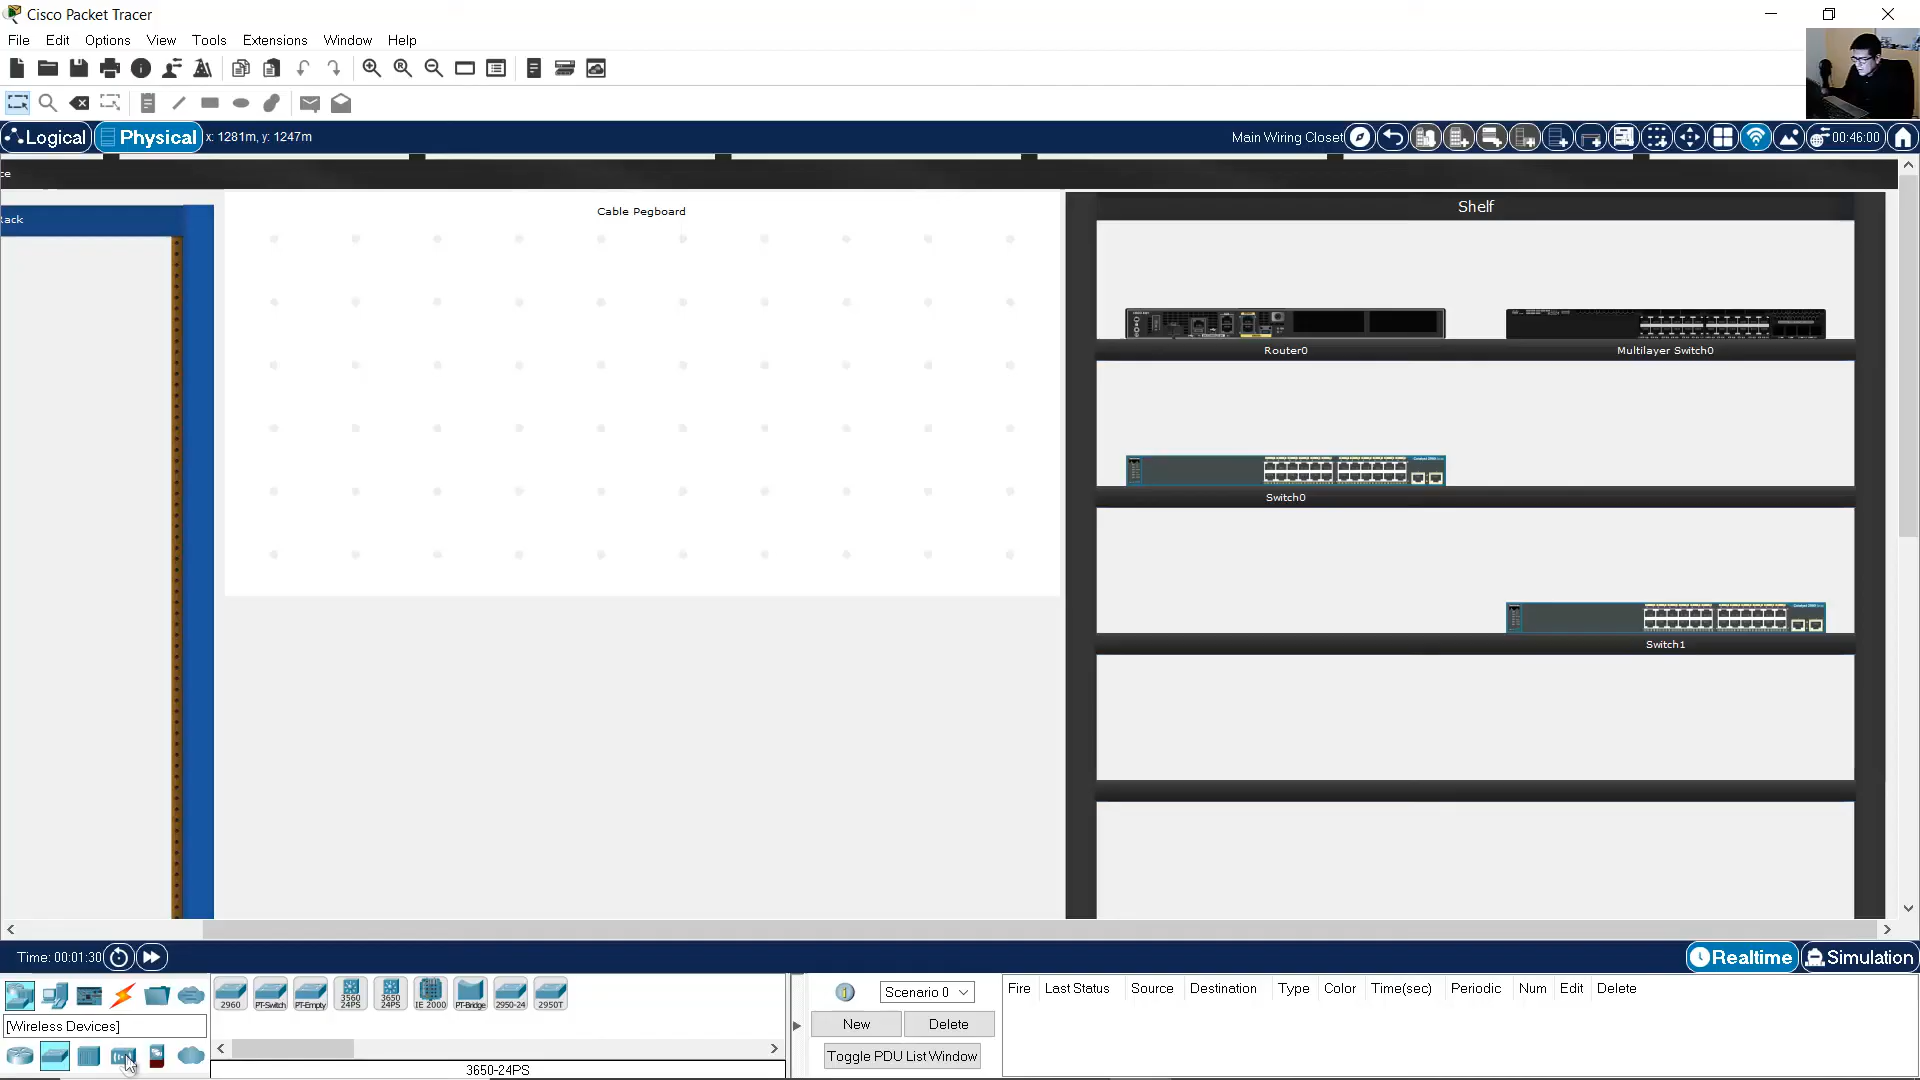 Cisco Packet Tracer
File Edit Options View Tools Extensions Window Help
Logical Physical x: 1281m, y: 1247m Main Wiring Closet 00:46:00
ce
Cable Pegboard
Shelf
Rack
Router0 Multilayer Switch0
Switch0
Switch1
Time: 00:01:30 Realtime Simulation
2960 PT-Switch PT-Empty 3560 24PS 3650 24PS IE 2000 PT-Bridge 2950-24 2950T
Scenario 0
Fire Last Status Source Destination Type Color Time(sec) Periodic Num Edit Delete
[Wireless Devices]
New Delete
Toggle PDU List Window
3650-24PS